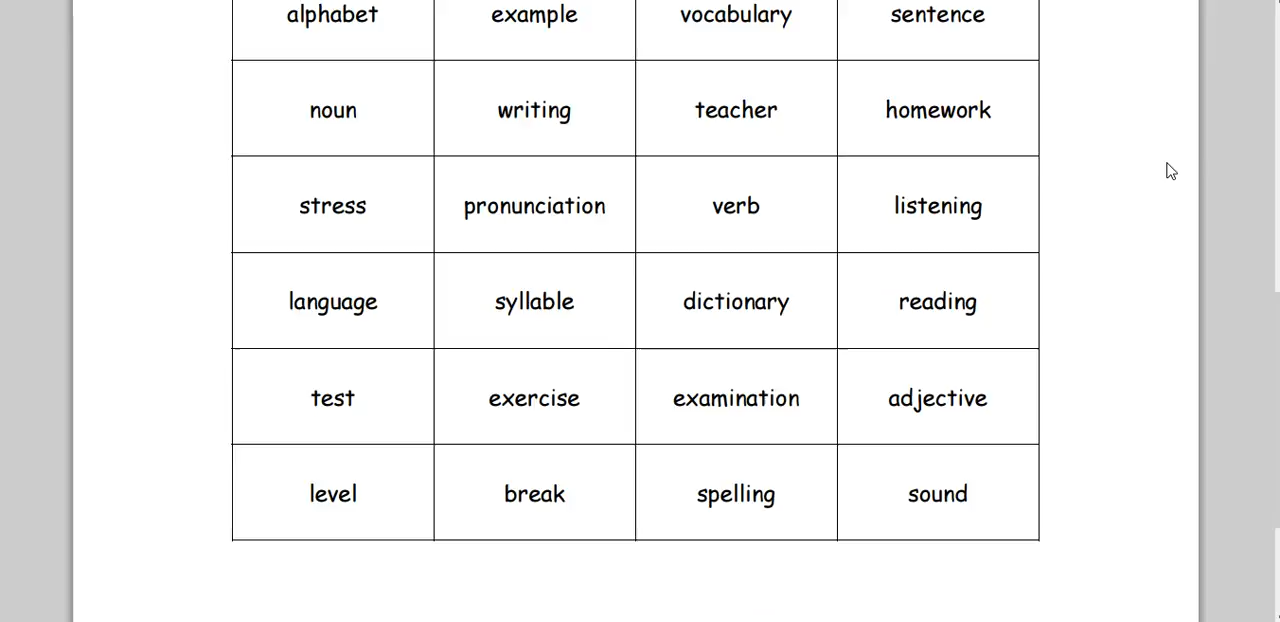 alphabet example vocabulary sentence
noun writing teacher homework
stress pronunciation verb listening
language syllable dictionary reading
test exercise examination adjective
level break spelling sound